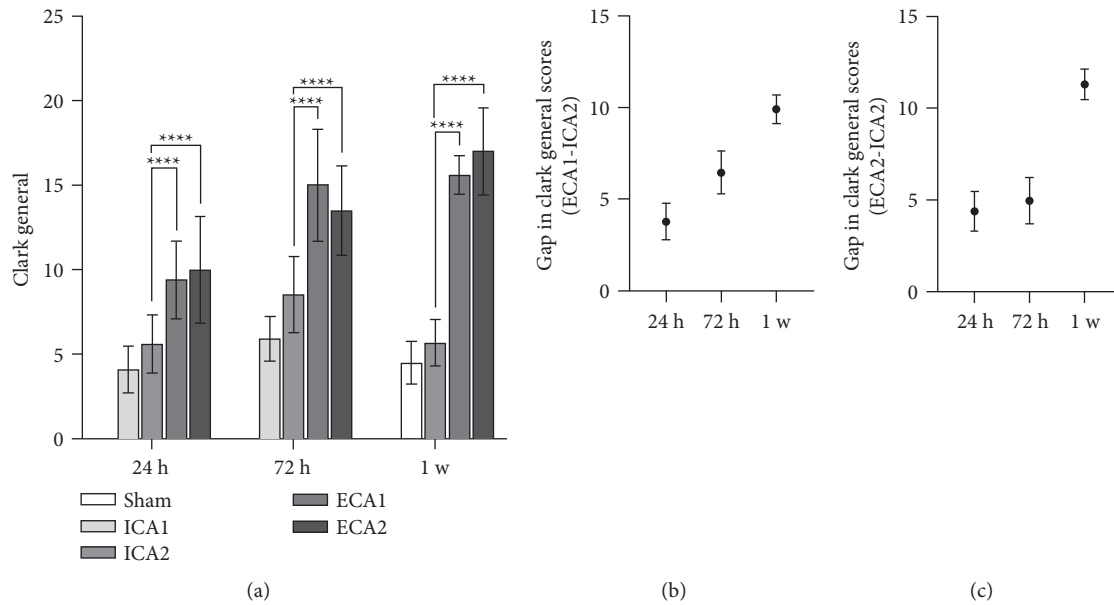 25
20
15
10
5
0
Clark general
****
****
****
****
****
****
24 h
72 h
1 w
Sham
ICA1
ICA2
ECA1
ECA2
(a)
15
10
5
0
Gap in clark general scores
(ECA1-ICA2)
24 h
72 h
1 w
(b)
15
10
5
0
Gap in clark general scores
(ECA2-ICA2)
24 h
72 h
1 w
(c)